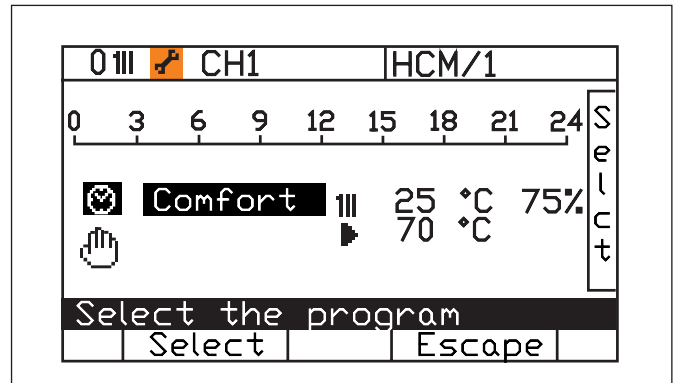 0 CH1 HCM/1
0 3 6 9 12 15 18 21 24
Select
Comfort 25 °C 75%
70 °C
Select the program
Select Escape